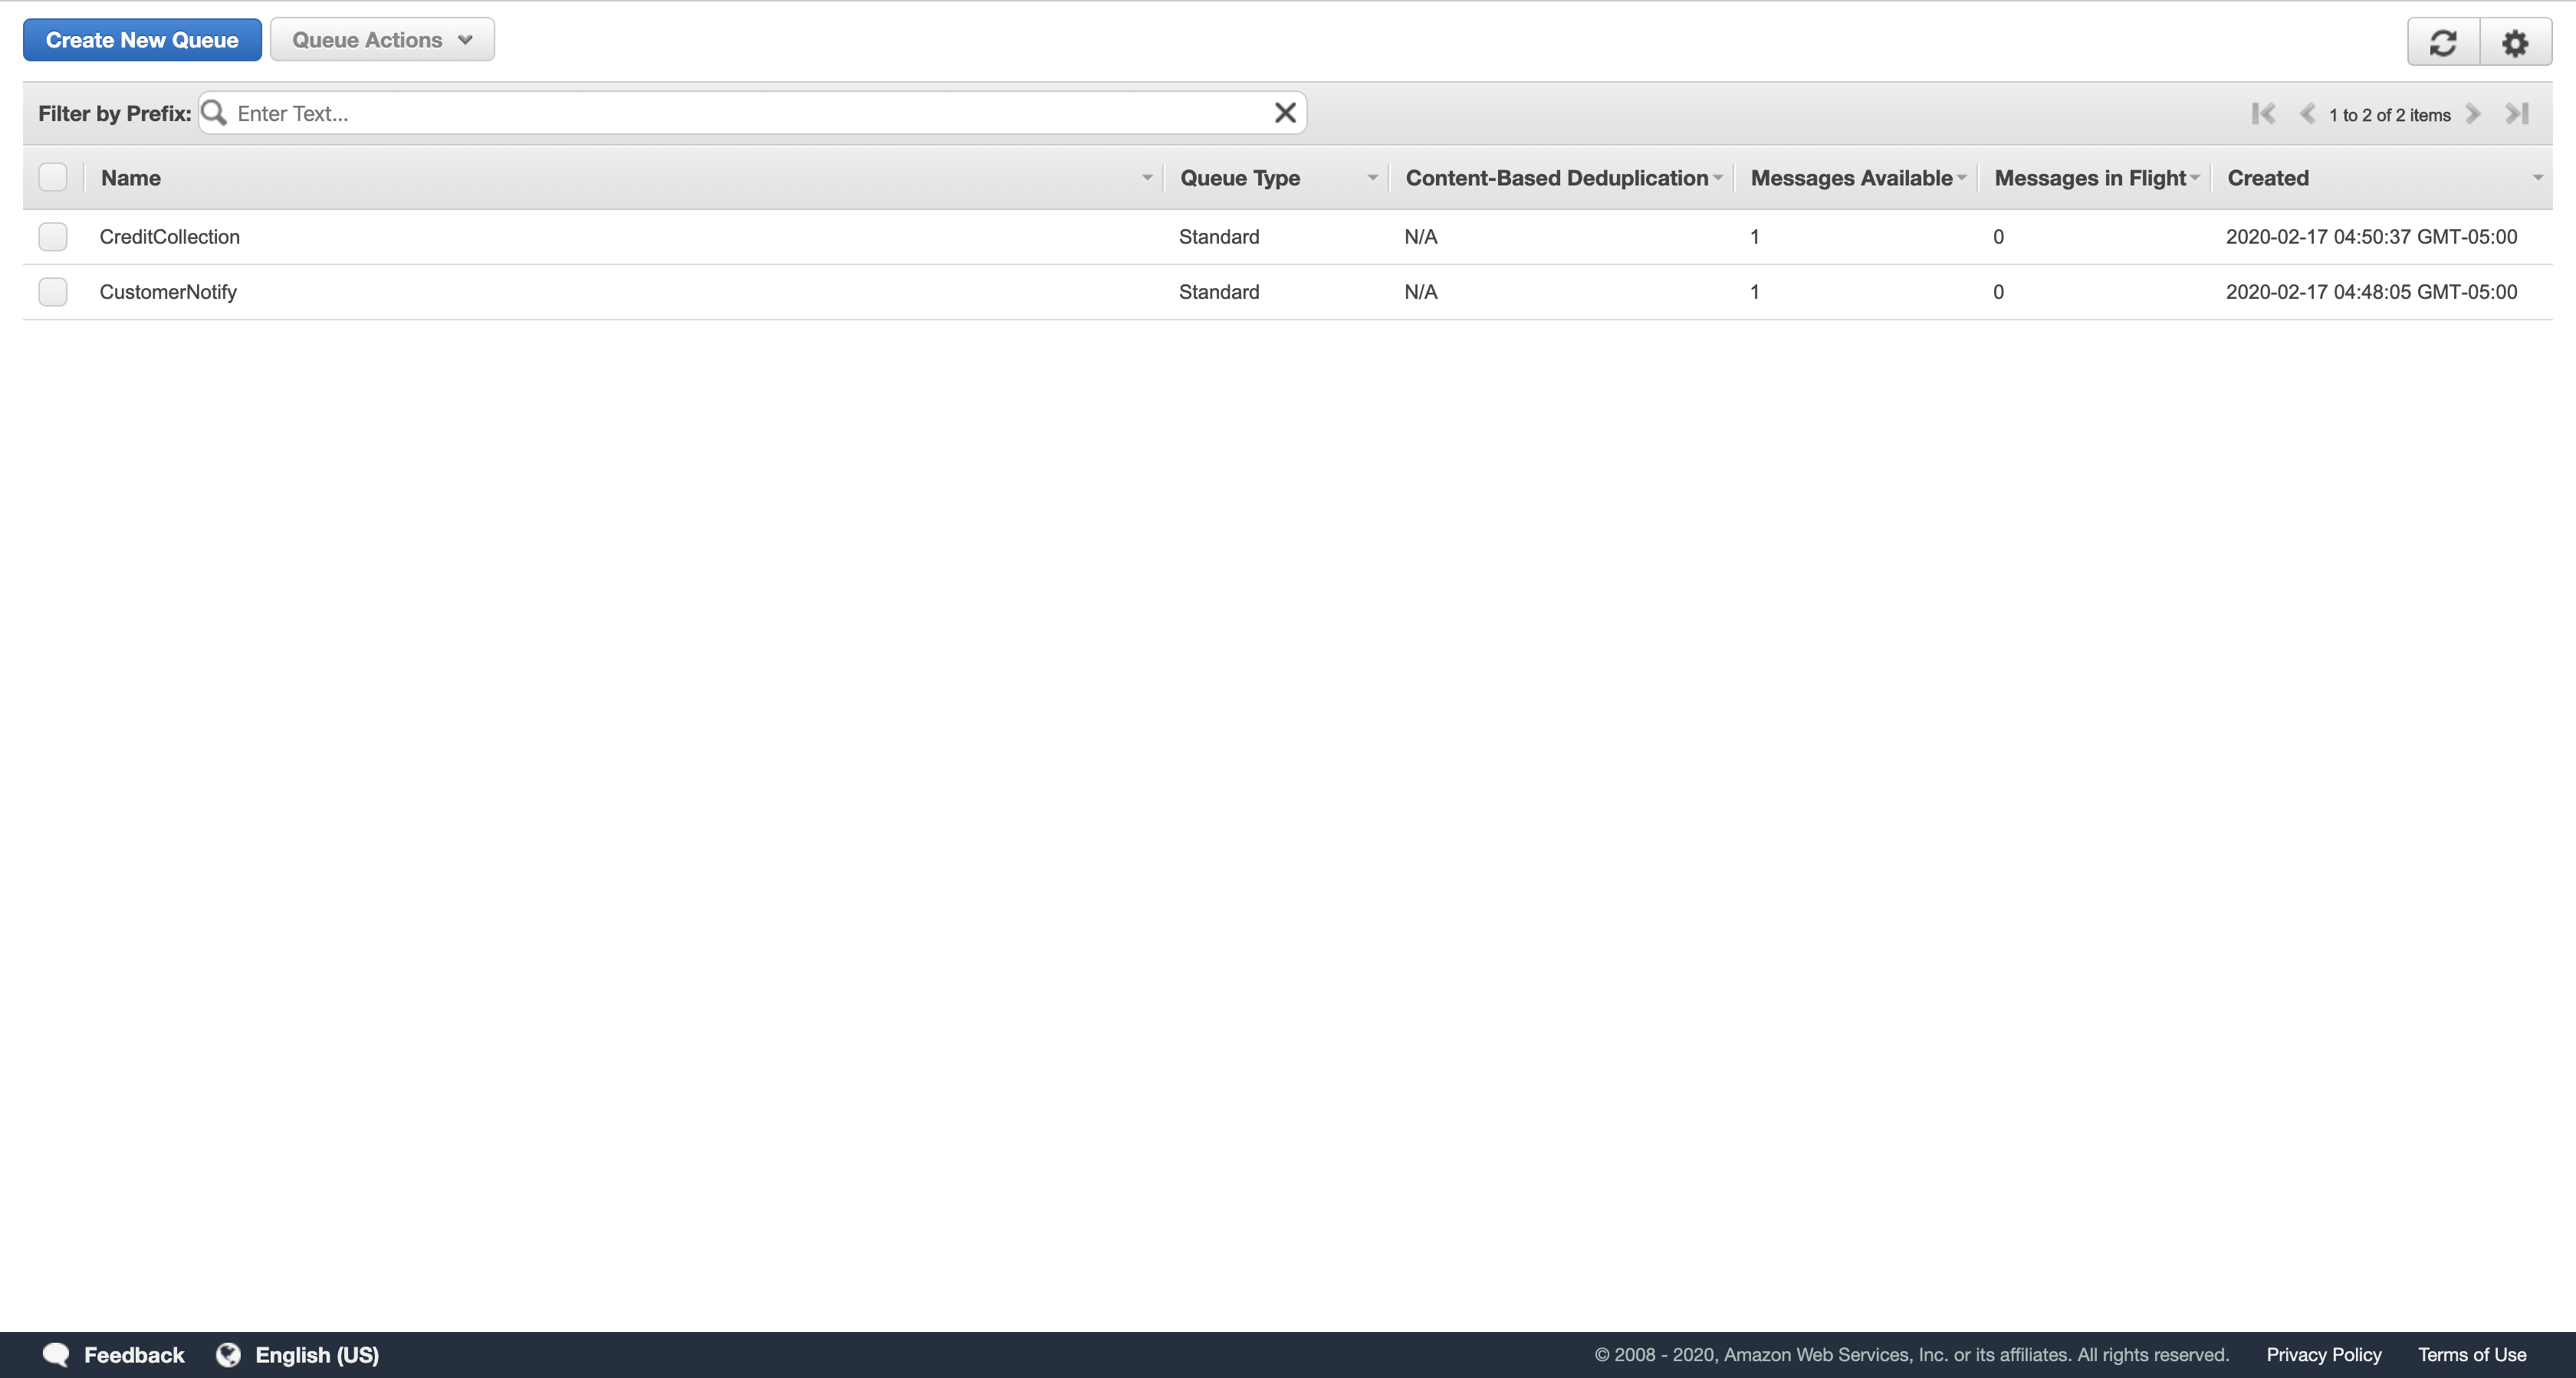 Create New Queue Queue Actions
Filter by Prefix: Enter Text... 1 to 2 of 2 items
Name Queue Type Content-Based Deduplication Messages Available Messages in Flight Created
CreditCollection Standard N/A 1 0 2020-02-17 04:50:37 GMT-05:00
CustomerNotify Standard N/A 1 0 2020-02-17 04:48:05 GMT-05:00
Feedback English (US) © 2008 - 2020, Amazon Web Services, Inc. or its affiliates. All rights reserved. Privacy Policy Terms of Use